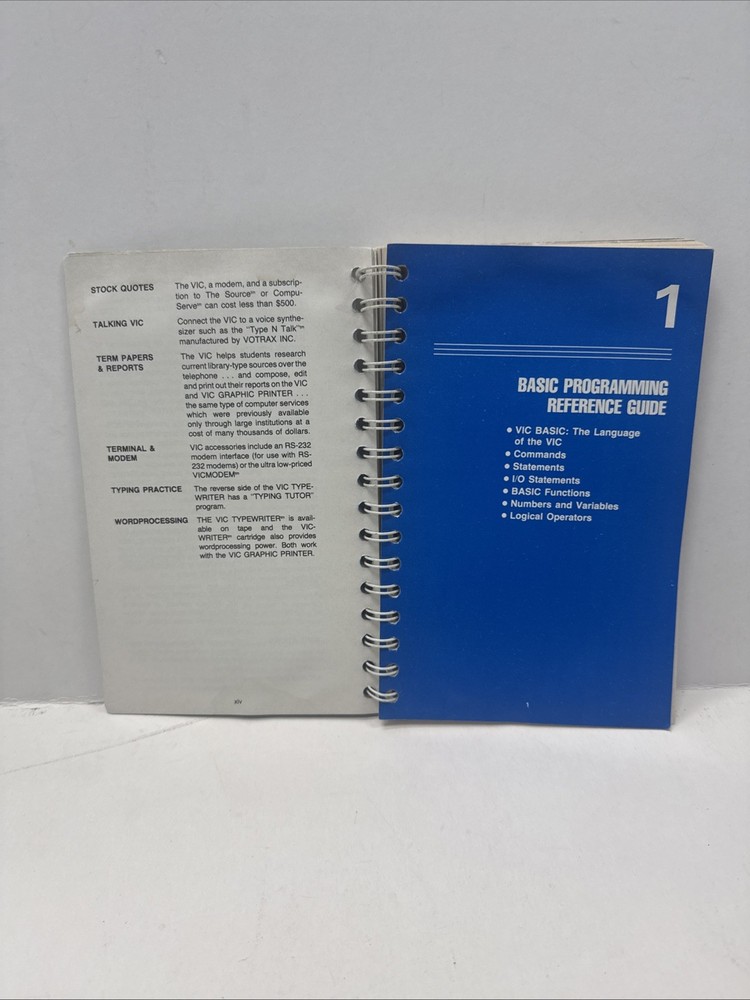 STOCK QUOTES The VIC, a modem, and a subscrip-
tion to The Source℠ or Compu-
Serve℠ can cost less than $500.
TALKING VIC Connect the VIC to a voice synthe-
sizer such as the "Type N Talk"™
manufactured by VOTRAX INC.
TERM PAPERS The VIC helps students research
& REPORTS current library-type sources over the
telephone . . . and compose, edit
and print out their reports on the VIC
and VIC GRAPHIC PRINTER . . .
the same type of computer services
which were previously available
only through large institutions at a
cost of many thousands of dollars.
TERMINAL & VIC accessories include an RS-232
MODEM modem interface (for use with RS-
232 modems) or the ultra low-priced
VICMODEM™
TYPING PRACTICE The reverse side of the VIC TYPE-
WRITER has a "TYPING TUTOR"
program.
WORDPROCESSING THE VIC TYPEWRITER™ is avail-
able on tape and the VIC-
WRITER™ cartridge also provides
wordprocessing power. Both work
with the VIC GRAPHIC PRINTER.
xiv
1
BASIC PROGRAMMING
REFERENCE GUIDE
• VIC BASIC: The Language
of the VIC
• Commands
• Statements
• I/O Statements
• BASIC Functions
• Numbers and Variables
• Logical Operators
1